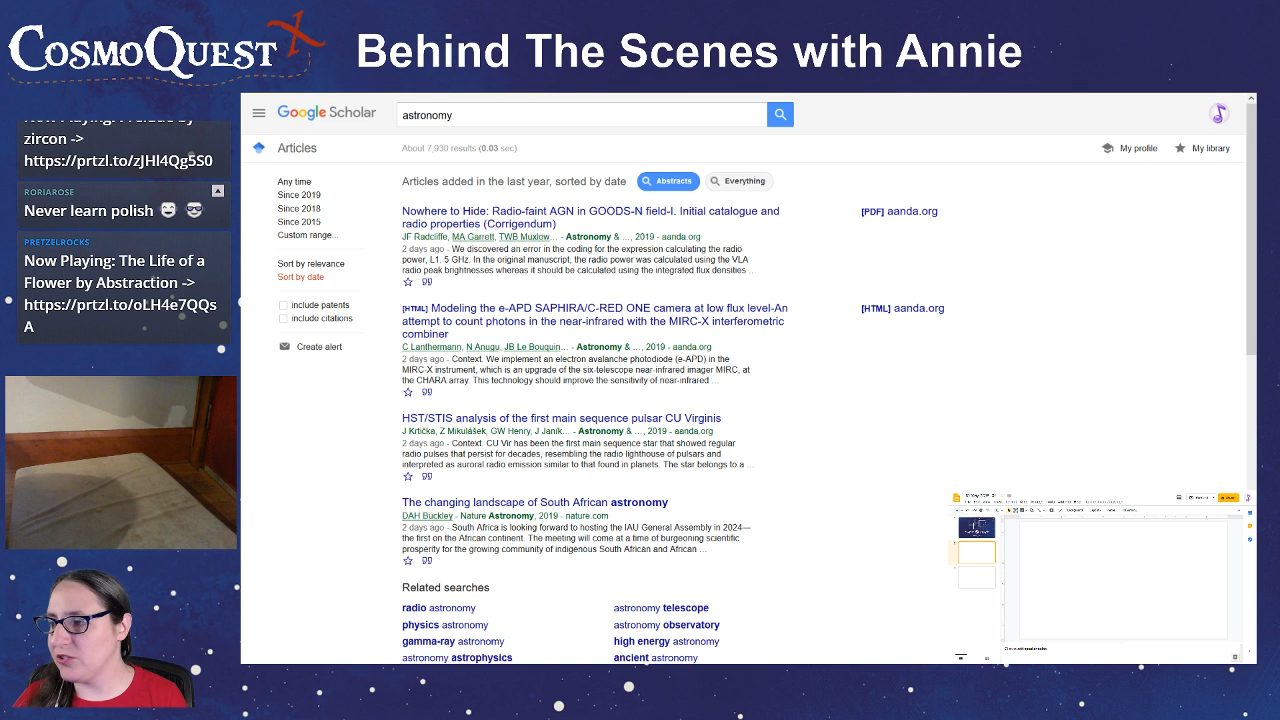 CosmoQuest X
Behind The Scenes with Annie
zircon ->
https://prtzl.to/zJHl4Qg5S0
RORIAROSE
Never learn polish
PRETZELROCKS
Now Playing: The Life of a
Flower by Abstraction ->
https://prtzl.to/oLH4e7QQs
A
Google Scholar
astronomy
Articles
About 7,930 results (0.03 sec)
My profile
My library
Any time
Since 2019
Since 2018
Since 2015
Custom range...
Sort by relevance
Sort by date
include patents
include citations
Create alert
Articles added in the last year, sorted by date
Abstracts
Everything
Nowhere to Hide: Radio-faint AGN in GOODS-N field-I. Initial catalogue and
radio properties (Corrigendum)
[PDF] aanda.org
JF Radcliffe, MA Garrett, TWB Muxlow… - Astronomy & …, 2019 - aanda.org
2 days ago - We discovered an error in the coding for the expression calculating the radio
power, L1. 5 GHz. In the original manuscript, the radio power was calculated using the VLA
radio peak brightnesses whereas it should be calculated using the integrated flux densities …
[HTML] Modeling the e-APD SAPHIRA/C-RED ONE camera at low flux level-An
attempt to count photons in the near-infrared with the MIRC-X interferometric
combiner
[HTML] aanda.org
C Lanthermann, N Anugu, JB Le Bouquin… - Astronomy & …, 2019 - aanda.org
2 days ago - Context. We implement an electron avalanche photodiode (e-APD) in the
MIRC-X instrument, which is an upgrade of the six-telescope near-infrared imager MIRC, at
the CHARA array. This technology should improve the sensitivity of near-infrared …
HST/STIS analysis of the first main sequence pulsar CU Virginis
J Krtička, Z Mikulášek, GW Henry, J Janík… - Astronomy & …, 2019 - aanda.org
2 days ago - Context. CU Vir has been the first main sequence star that showed regular
radio pulses that persist for decades, resembling the radio lighthouse of pulsars and
interpreted as auroral radio emission similar to that found in planets. The star belongs to a …
The changing landscape of South African astronomy
DAH Buckley - Nature Astronomy, 2019 - nature.com
2 days ago - South Africa is looking forward to hosting the IAU General Assembly in 2024—
the first on the African continent. The meeting will come at a time of burgeoning scientific
prosperity for the growing community of indigenous South African and African …
Related searches
radio astronomy
astronomy telescope
physics astronomy
astronomy observatory
gamma-ray astronomy
high energy astronomy
astronomy astrophysics
ancient astronomy